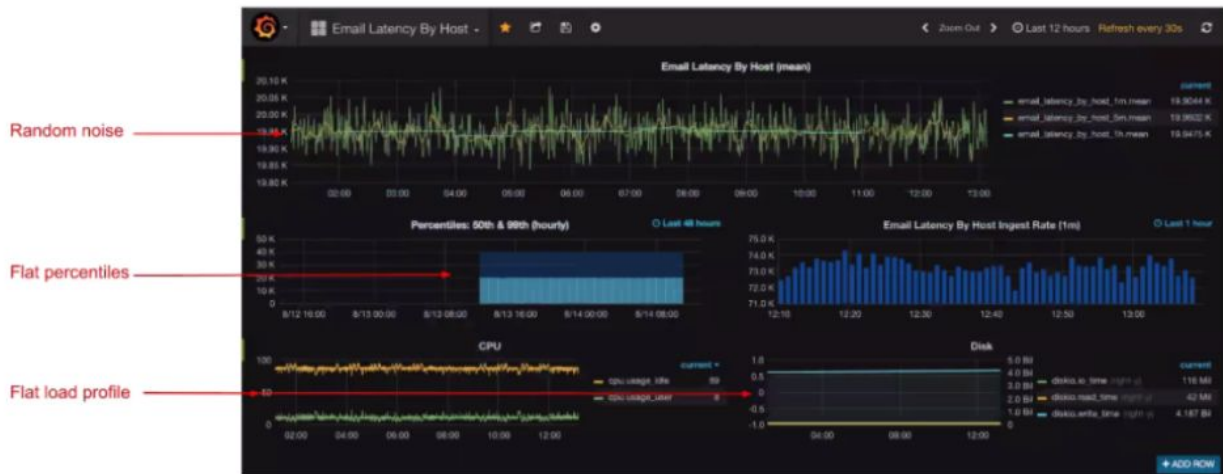 Email Latency By Host
Zoom Out
Last 12 hours
Refresh every 30s
Email Latency By Host (mean)
20.10 K
20.05 K
20.00 K
19.95 K
19.90 K
19.85 K
19.80 K
02:00 03:00 04:00 05:00 06:00 07:00 08:00 09:00 10:00 11:00 12:00 13:00
current
email_latency_by_host_1m.mean 19.9044 K
email_latency_by_host_5m.mean 19.9602 K
email_latency_by_host_1h.mean 19.9475 K
Random noise
Percentiles: 50th & 99th (hourly)
Last 48 hours
50 K
40 K
30 K
20 K
10 K
0
8/12 16:00 8/13 00:00 8/13 08:00 8/13 16:00 8/14 00:00 8/14 08:00
Flat percentiles
Email Latency By Host Ingest Rate (1m)
Last 1 hour
75.0 K
74.0 K
73.0 K
72.0 K
71.0 K
12:10 12:20 12:30 12:40 12:50 13:00
CPU
100
50
0
02:00 04:00 06:00 08:00 10:00 12:00
current
cpu.usage_idle 89
cpu.usage_user 8
Flat load profile
Disk
1.0
0.5
0
-0.5
-1.0
5.0 Bil
4.0 Bil
3.0 Bil
2.0 Bil
1.0 Bil
0
04:00 08:00 12:00
current
diskio.io_time (right-y) 116 Mil
diskio.read_time (right-y) 42 Mil
diskio.write_time (right-y) 4.187 Bil
+ ADD ROW